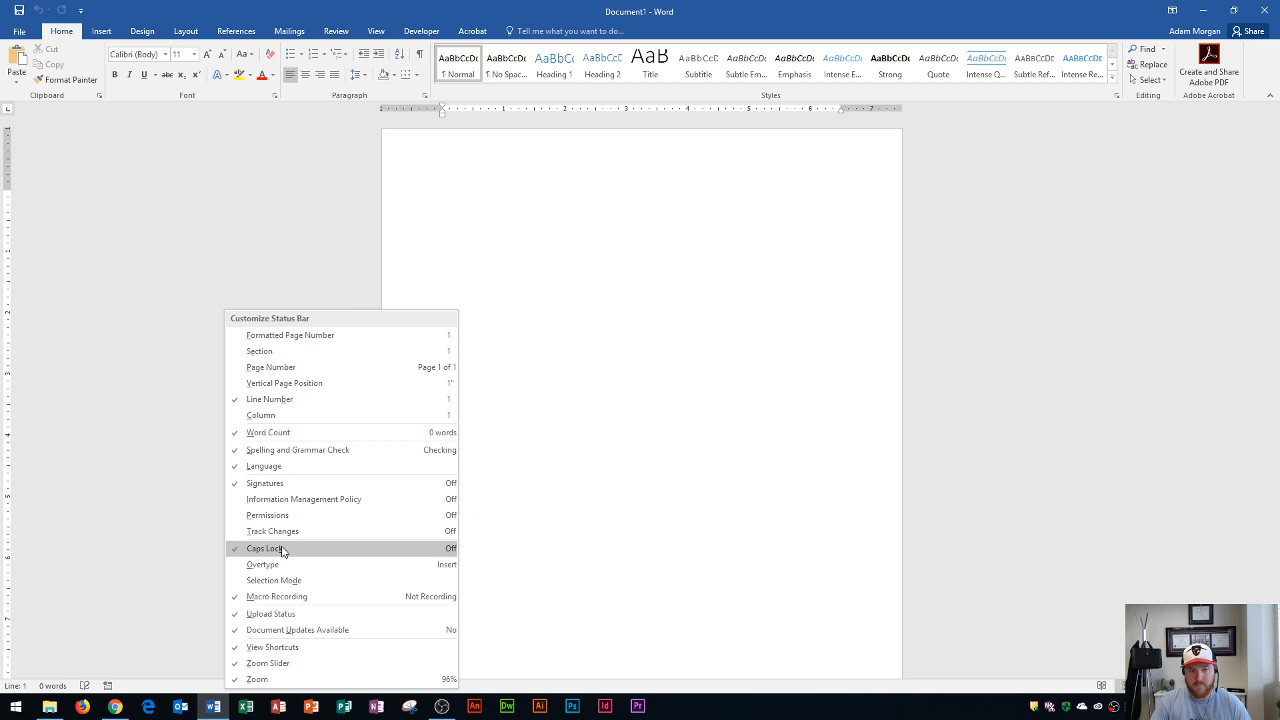 Document1 - Word
Adam Morgan
Share
File
Home
Insert
Design
Layout
References
Mailings
Review
View
Developer
Acrobat
Tell me what you want to do...
Paste
Cut
Copy
Format Painter
Clipboard
Calibri (Body)
11
Font
Paragraph
AaBbCcDc
¶ Normal
AaBbCcDc
¶ No Spac...
AaBbCc
Heading 1
AaBbCcC
Heading 2
AaB
Title
AaBbCcC
Subtitle
AaBbCcDc
Subtle Em...
AaBbCcDc
Emphasis
AaBbCcDc
Intense E...
AaBbCcDc
Strong
AaBbCcDc
Quote
AaBbCcDc
Intense Q...
AaBbCcDc
Subtle Ref...
AaBbCcDc
Intense Re...
Styles
Find
Replace
Select
Editing
Create and Share
Adobe PDF
Adobe Acrobat
Customize Status Bar
Formatted Page Number 1
Section 1
Page Number Page 1 of 1
Vertical Page Position 1"
Line Number 1
Column 1
Word Count 0 words
Spelling and Grammar Check Checking
Language
Signatures Off
Information Management Policy Off
Permissions Off
Track Changes Off
Caps Lock Off
Overtype Insert
Selection Mode
Macro Recording Not Recording
Upload Status
Document Updates Available No
View Shortcuts
Zoom Slider
Zoom 96%
Line: 1 0 words
An
Dw
Ai
Ps
Id
Pr